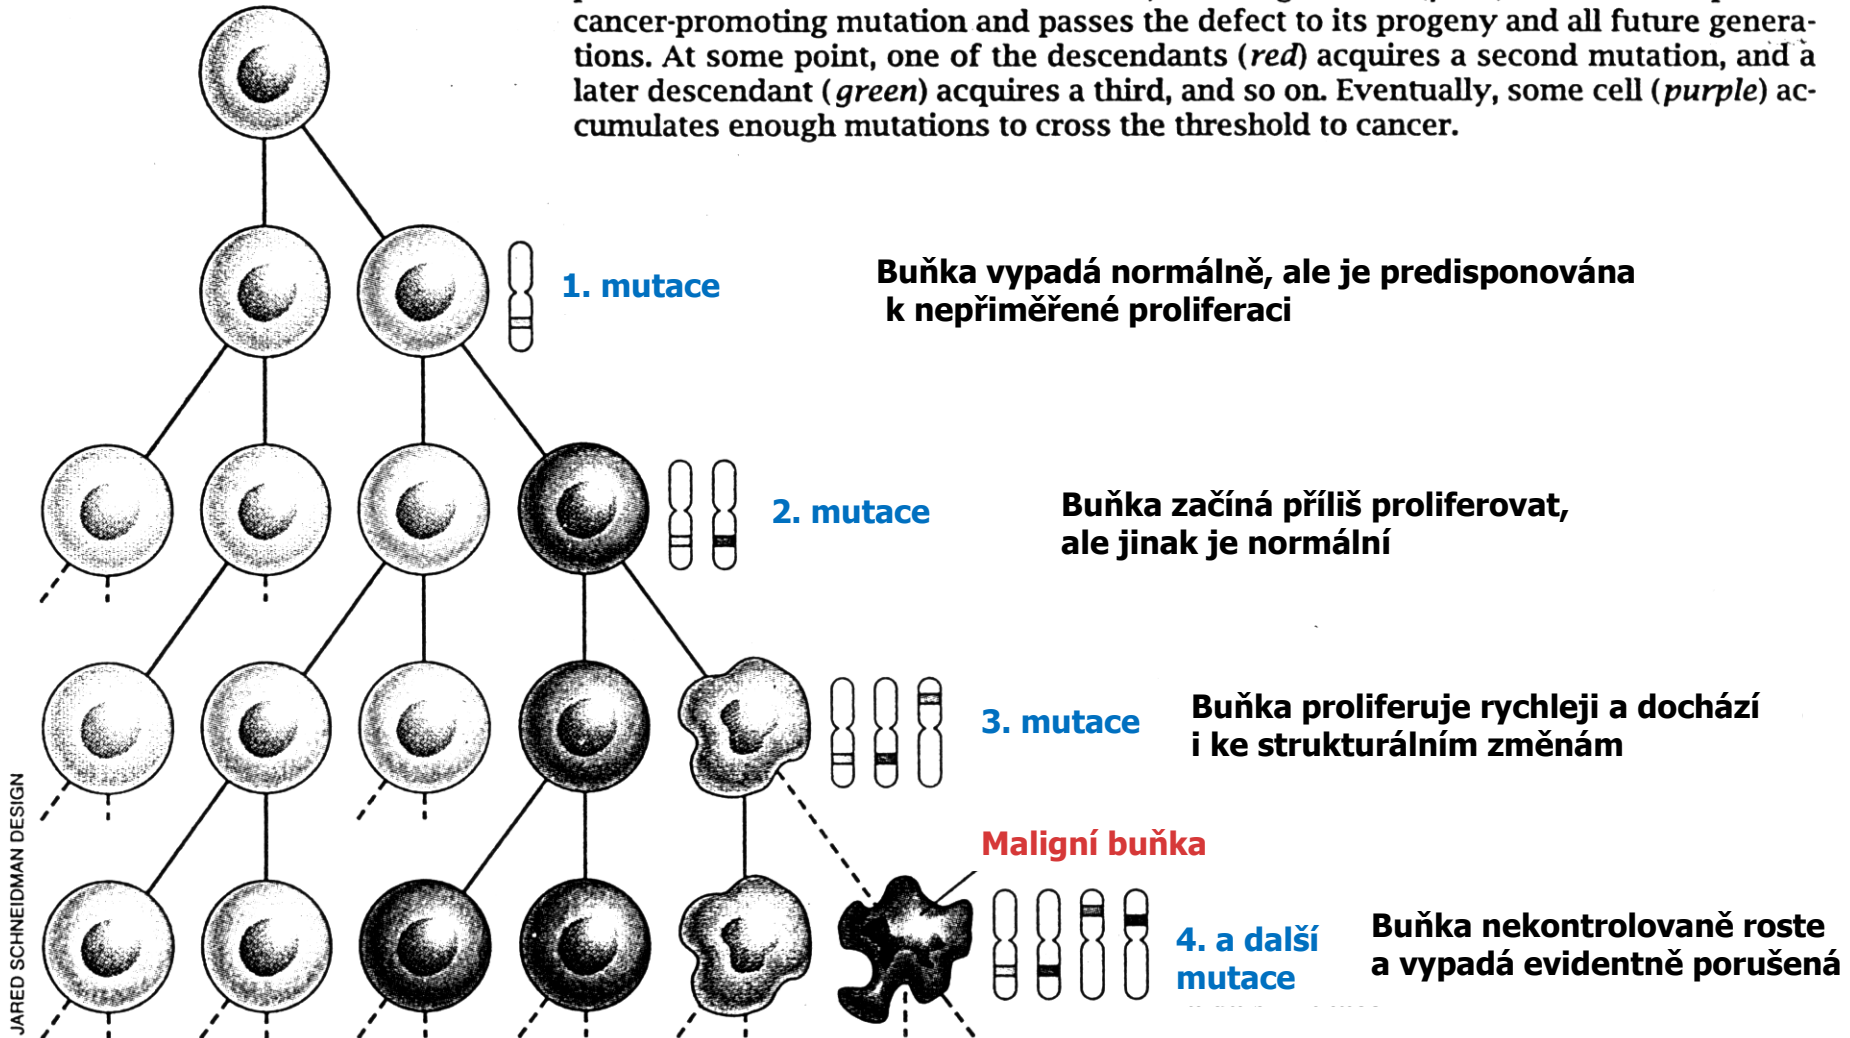 cancer-promoting mutation and passes the defect to its progeny and all future genera-
tions. At some point, one of the descendants (red) acquires a second mutation, and a
later descendant (green) acquires a third, and so on. Eventually, some cell (purple) ac-
cumulates enough mutations to cross the threshold to cancer.
1. mutace
Buňka vypadá normálně, ale je predisponována
k nepřiměřené proliferaci
2. mutace
Buňka začíná příliš proliferovat,
ale jinak je normální
3. mutace
Buňka proliferuje rychleji a dochází
i ke strukturálním změnám
Maligní buňka
4. a další
mutace
Buňka nekontrolovaně roste
a vypadá evidentně porušená
JARED SCHNEIDMAN DESIGN